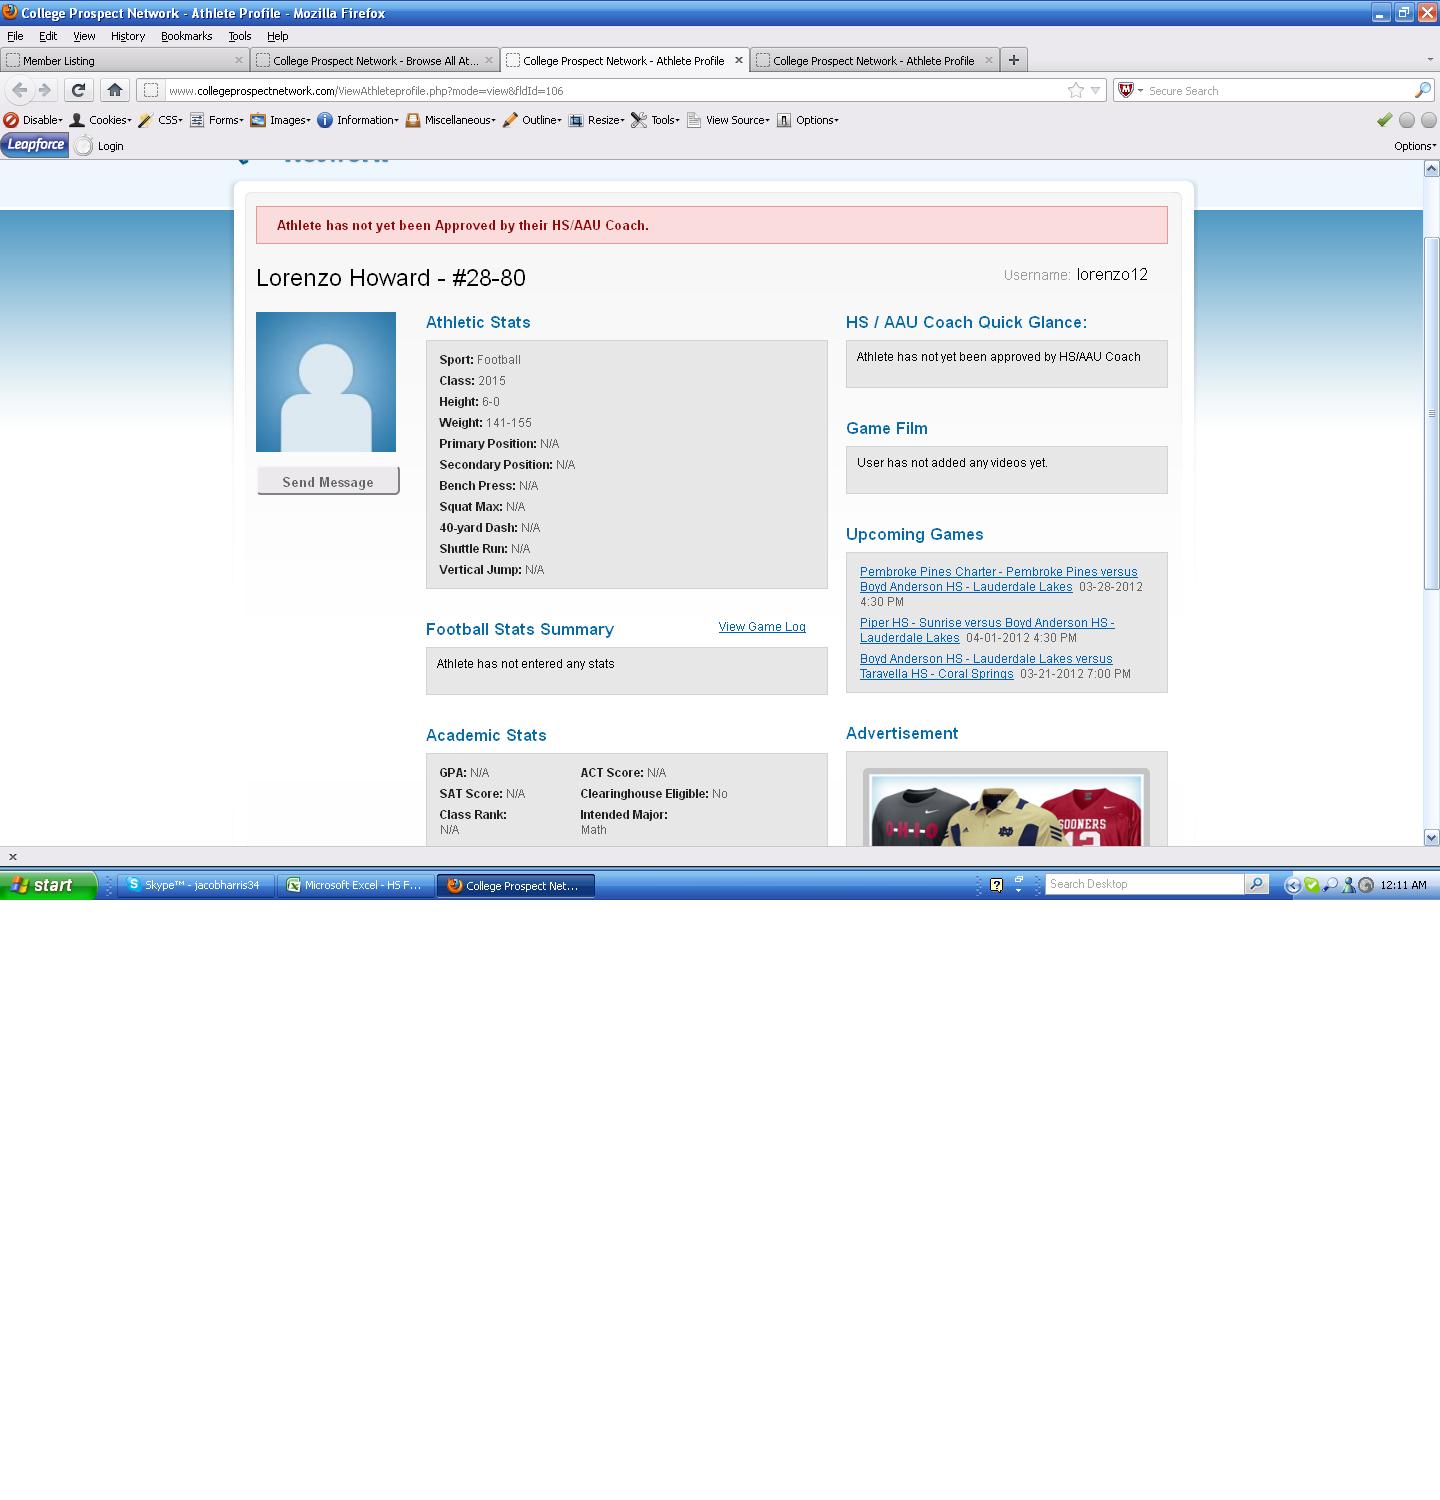 College Prospect Network - Athlete Profile - Mozilla Firefox
File Edit View History Bookmarks Tools Help
Member Listing
College Prospect Network - Browse All At...
College Prospect Network - Athlete Profile
College Prospect Network - Athlete Profile
www.collegeprospectnetwork.com/ViewAthleteprofile.php?mode=view&fldId=106
Secure Search
Disable Cookies CSS Forms Images Information Miscellaneous Outline Resize Tools View Source Options
Leapforce Login Options
Athlete has not yet been Approved by their HS/AAU Coach.
Lorenzo Howard - #28-80
Username: lorenzo12
Send Message
Athletic Stats
Sport: Football
Class: 2015
Height: 6-0
Weight: 141-155
Primary Position: N/A
Secondary Position: N/A
Bench Press: N/A
Squat Max: N/A
40-yard Dash: N/A
Shuttle Run: N/A
Vertical Jump: N/A
Football Stats Summary
View Game Log
Athlete has not entered any stats
Academic Stats
GPA: N/A ACT Score: N/A
SAT Score: N/A Clearinghouse Eligible: No
Class Rank: Intended Major:
N/A Math
HS / AAU Coach Quick Glance:
Athlete has not yet been approved by HS/AAU Coach
Game Film
User has not added any videos yet.
Upcoming Games
Pembroke Pines Charter - Pembroke Pines versus
Boyd Anderson HS - Lauderdale Lakes 03-28-2012
4:30 PM
Piper HS - Sunrise versus Boyd Anderson HS -
Lauderdale Lakes 04-01-2012 4:30 PM
Boyd Anderson HS - Lauderdale Lakes versus
Taravella HS - Coral Springs 03-21-2012 7:00 PM
Advertisement
OHIO
SOONERS
start
Skype™ - jacobharris34
Microsoft Excel - HS F...
College Prospect Net...
Search Desktop
12:11 AM